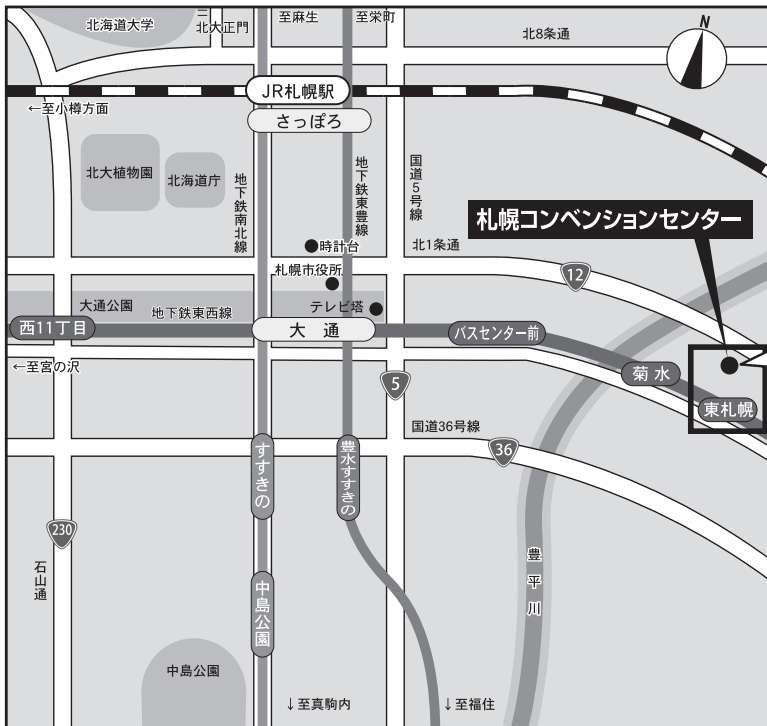 北海道大学
北大正門
至麻生
至栄町
北8条通
N
JR札幌駅
さっぽろ
←至小樽方面
北大植物園
北海道庁
地下鉄南北線
地下鉄東豊線
国道5号線
札幌コンベンションセンター
北1条通
時計台
12
札幌市役所
大通公園
テレビ塔
地下鉄東西線
西11丁目
大 通
バスセンター前
←至宮の沢
菊水
5
東札幌
国道36号線
すすきの
豊水すすきの
36
230
石山通
豊平川
中島公園
中島公園
↓至真駒内
↓至福住